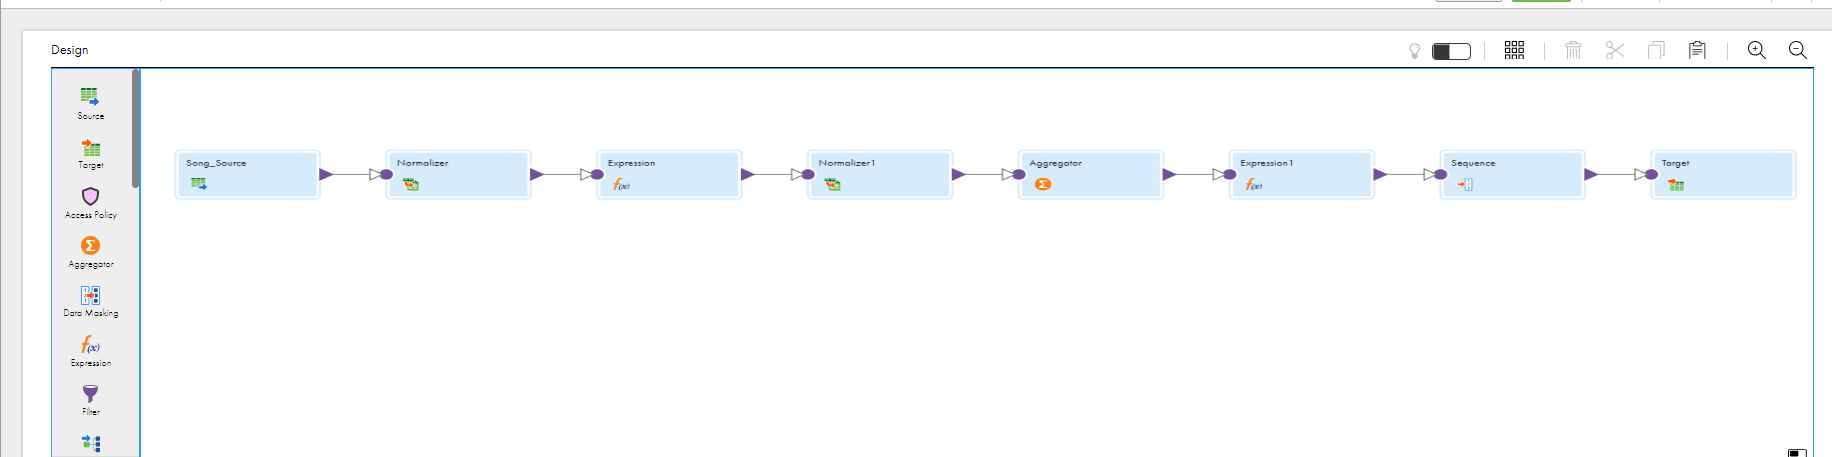 Design
Source
Target
Access Policy
Aggregator
Data Masking
Expression
Filter
Song_Source
Normalizer
Expression
Normalizer1
Aggregator
Expression1
Sequence
Target